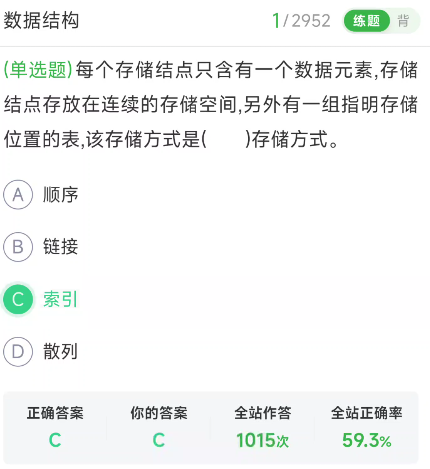 数据结构 1/2952 练题 背
(单选题)每个存储结点只含有一个数据元素,存储
结点存放在连续的存储空间,另外有一组指明存储
位置的表,该存储方式是( )存储方式。
A 顺序
B 链接
C 索引
D 散列
正确答案 你的答案 全站作答 全站正确率
C C 1015次 59.3%